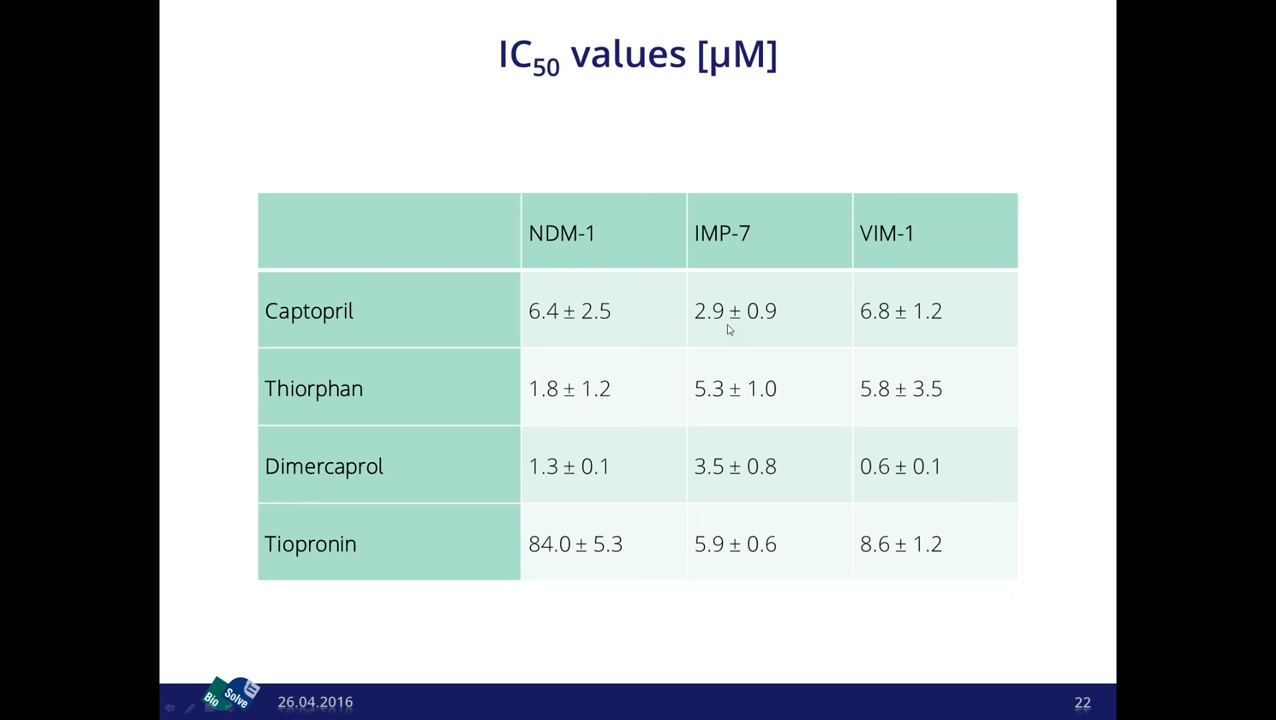 IC50 values [µM]
NDM-1 IMP-7 VIM-1
Captopril 6.4 ± 2.5 2.9 ± 0.9 6.8 ± 1.2
Thiorphan 1.8 ± 1.2 5.3 ± 1.0 5.8 ± 3.5
Dimercaprol 1.3 ± 0.1 3.5 ± 0.8 0.6 ± 0.1
Tiopronin 84.0 ± 5.3 5.9 ± 0.6 8.6 ± 1.2
Bio Solve 26.04.2016 22